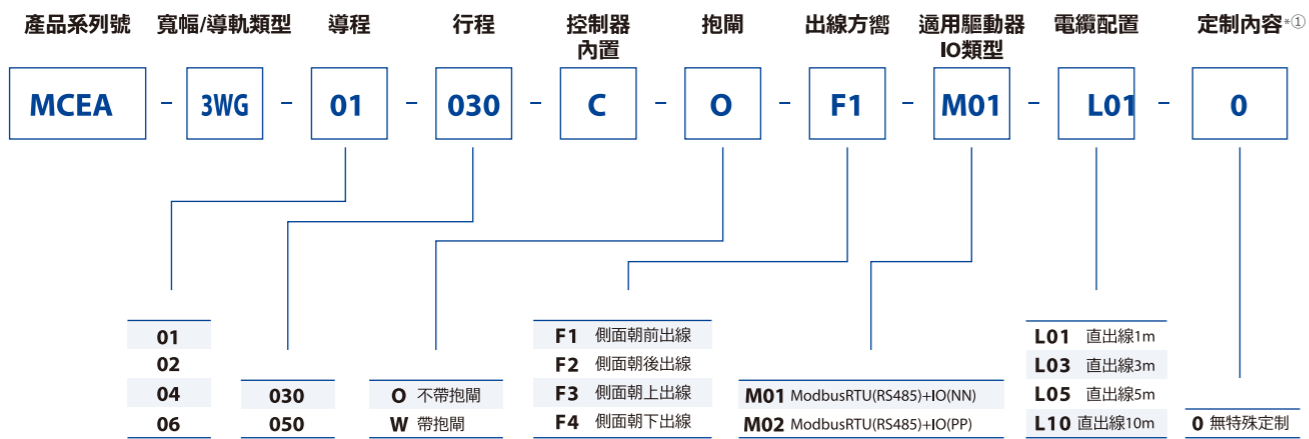 產品系列號 寬幅/導軌類型 導程 行程 控制器 抱閘 出線方嚮 適用驅動器 電纜配置 定制內容*①
內置 IO類型
MCEA - 3WG - 01 - 030 - C - O - F1 - M01 - L01 - 0
01 F1 側面朝前出線 L01 直出線1m
02 F2 側面朝後出線 L03 直出線3m
04 030 O 不帶抱閘 F3 側面朝上出線 M01 ModbusRTU(RS485)+IO(NN) L05 直出線5m
06 050 W 帶抱閘 F4 側面朝下出線 M02 ModbusRTU(RS485)+IO(PP) L10 直出線10m 0 無特殊定制